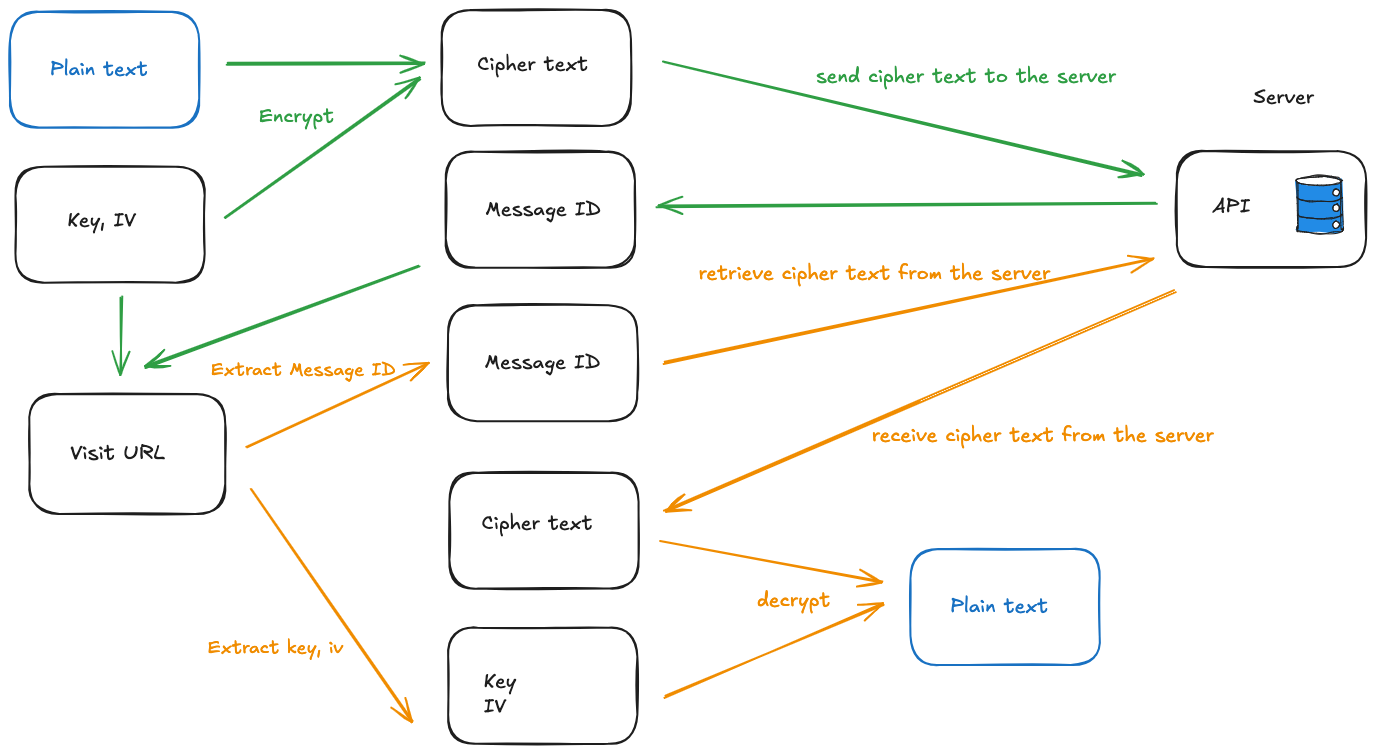 Plain text
Cipher text
send cipher text to the server
Server
Encrypt
Key, IV
Message ID
API
retrieve cipher text from the server
Extract Message ID
Message ID
Visit URL
receive cipher text from the server
Cipher text
decrypt
Plain text
Extract key, iv
Key
IV